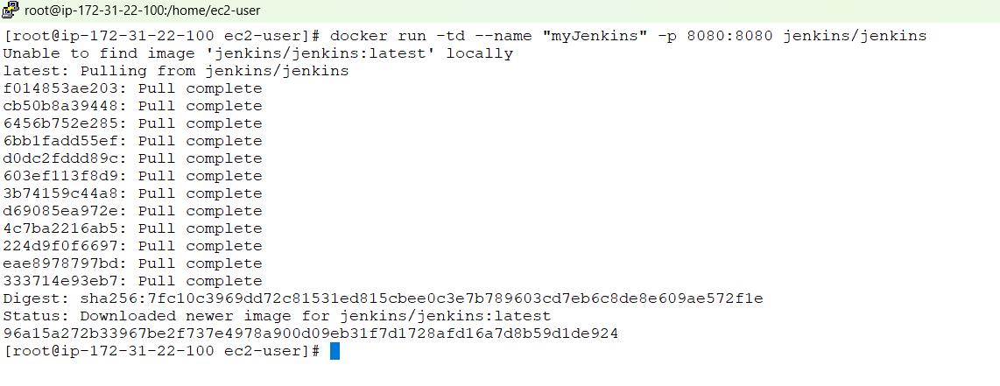 root@ip-172-31-22-100:/home/ec2-user
[root@ip-172-31-22-100 ec2-user]# docker run -td --name "myJenkins" -p 8080:8080 jenkins/jenkins
Unable to find image 'jenkins/jenkins:latest' locally
latest: Pulling from jenkins/jenkins
f014853ae203: Pull complete
cb50b8a39448: Pull complete
6456b752e285: Pull complete
6bb1fadd55ef: Pull complete
d0dc2fddd89c: Pull complete
603ef113f8d9: Pull complete
3b74159c44a8: Pull complete
d69085ea972e: Pull complete
4c7ba2216ab5: Pull complete
224d9f0f6697: Pull complete
eae8978797bd: Pull complete
333714e93eb7: Pull complete
Digest: sha256:7fc10c3969dd72c81531ed815cbee0c3e7b789603cd7eb6c8de8e609ae572f1e
Status: Downloaded newer image for jenkins/jenkins:latest
96a15a272b33967be2f737e4978a900d09eb31f7d1728afd16a7d8b59d1de924
[root@ip-172-31-22-100 ec2-user]#